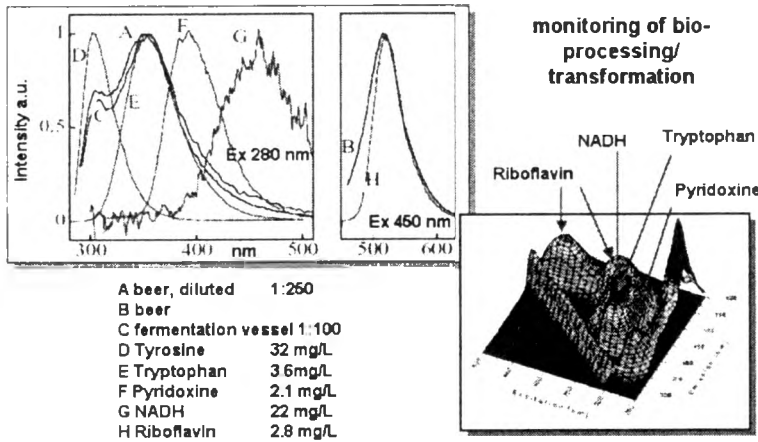 monitoring of bio-
processing/
transformation
D
A
F
G
C
E
1
0.5
0
Intensity a.u.
Ex 280 nm
300
nm
400
500
B
H
Ex 450 nm
500
600
Riboflavin
NADH
Tryptophan
Pyridoxine
A beer, diluted 1:250
B beer
C fermentation vessel 1:100
D Tyrosine 32 mg/L
E Tryptophan 3.6mg/L
F Pyridoxine 2.1 mg/L
G NADH 22 mg/L
H Riboflavin 2.8 mg/L